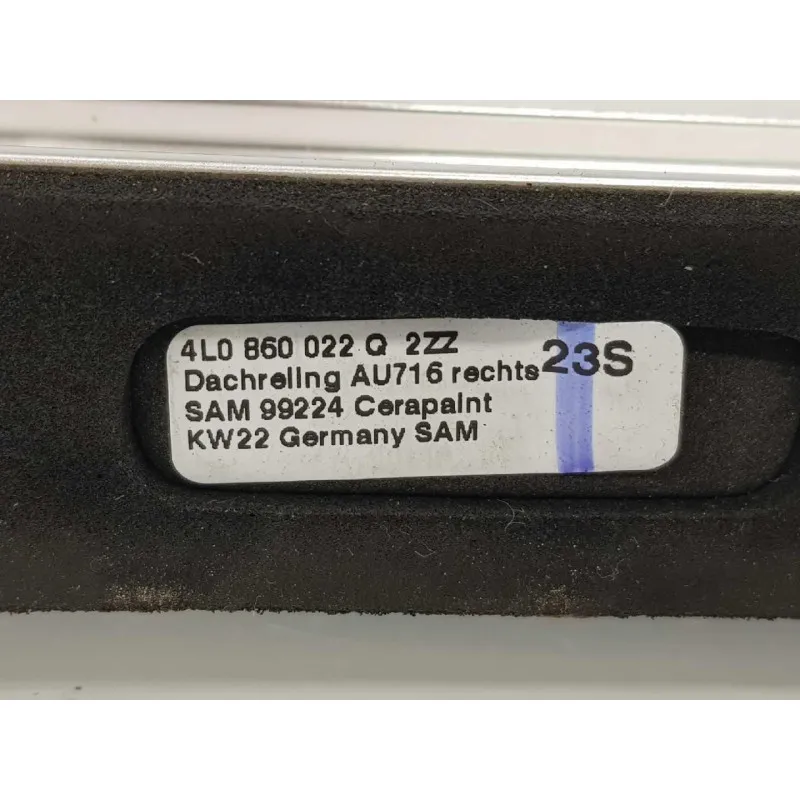 4L0 860 022 Q 2ZZ
Dachreling AU716 rechts 23S
SAM 99224 Cerapaint
KW22 Germany SAM